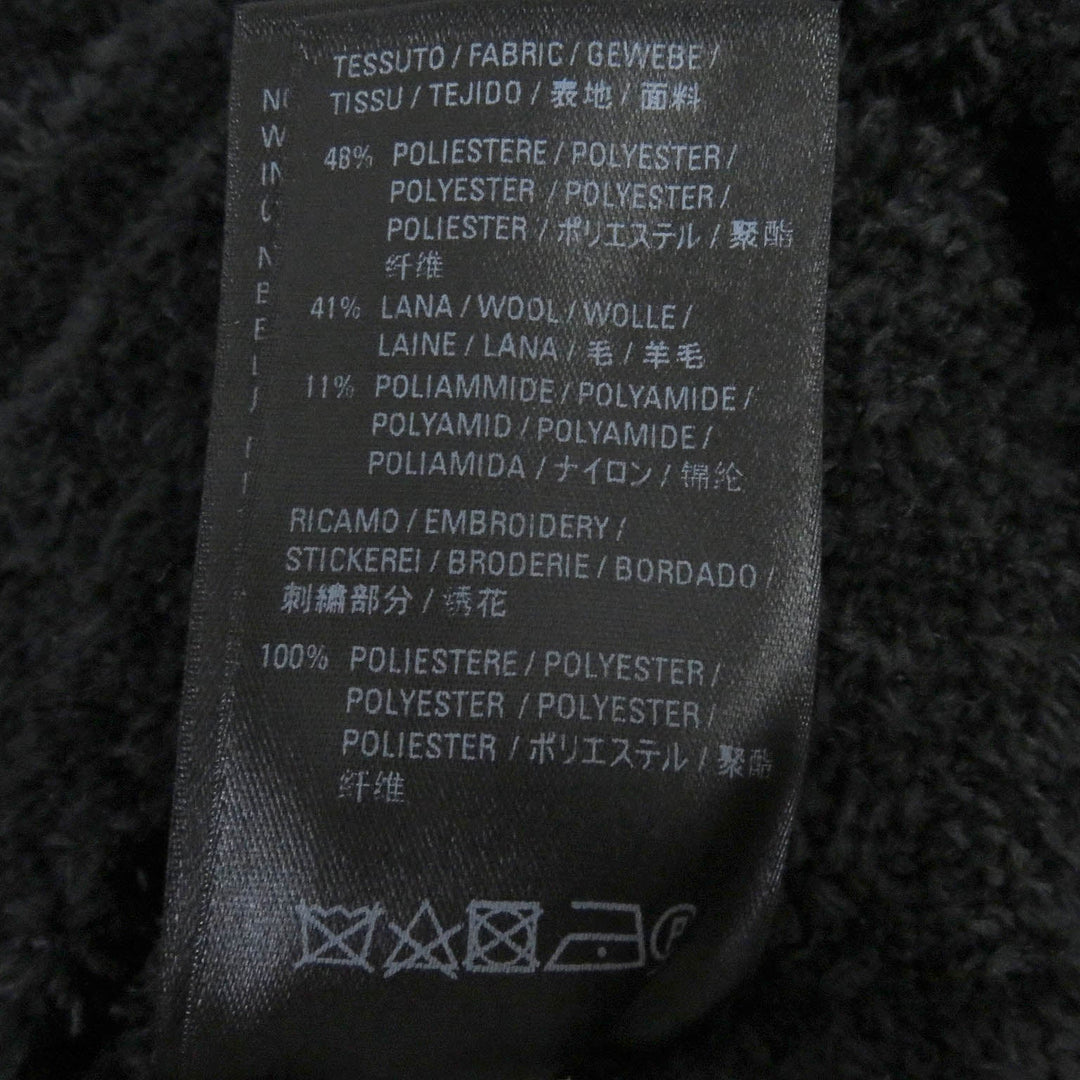 TESSUTO / FABRIC / GEWEBE /
TISSU / TEJIDO / 表地 / 面料
48% POLIESTERE / POLYESTER /
POLYESTER / POLYESTER /
POLIESTER / ポリエステル / 聚酯
纤维
41% LANA / WOOL / WOLLE /
LAINE / LANA / 毛 / 羊毛
11% POLIAMMIDE / POLYAMIDE /
POLYAMID / POLYAMIDE /
POLIAMIDA / ナイロン / 锦纶
RICAMO / EMBROIDERY /
STICKEREI / BRODERIE / BORDADO /
刺繍部分 / 绣花
100% POLIESTERE / POLYESTER /
POLYESTER / POLYESTER /
POLIESTER / ポリエステル / 聚酯
纤维